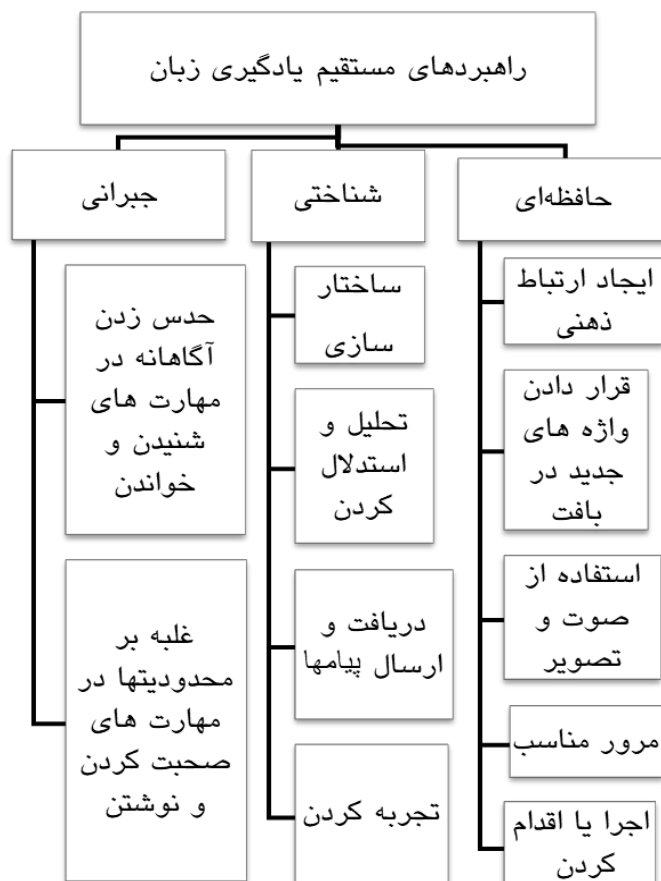 راهبردهای مستقیم یادگیری زبان
حافظه‌ای
ایجاد ارتباط
ذهنی
قرار دادن
واژه های
جدید در
بافت
استفاده از
صوت و
تصویر
مرور مناسب
اجرا یا اقدام
کردن
شناختی
ساختار
سازی
تحلیل و
استدلال
کردن
دریافت و
ارسال پیامها
تجربه کردن
جبرانی
حدس زدن
آگاهانه در
مهارت های
شنیدن و
خواندن
غلبه بر
محدودیتها در
مهارت های
صحبت کردن
و نوشتن